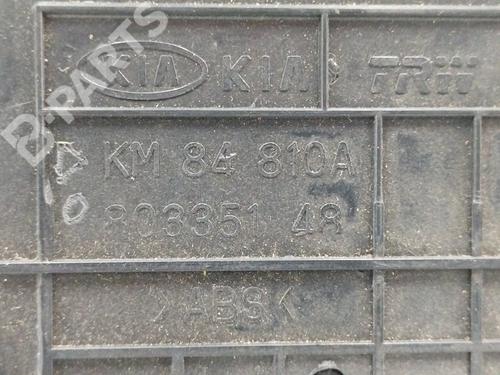 KIA KIA TRW
KM 84 810A
803351 48
>ABS<
B-PARTS